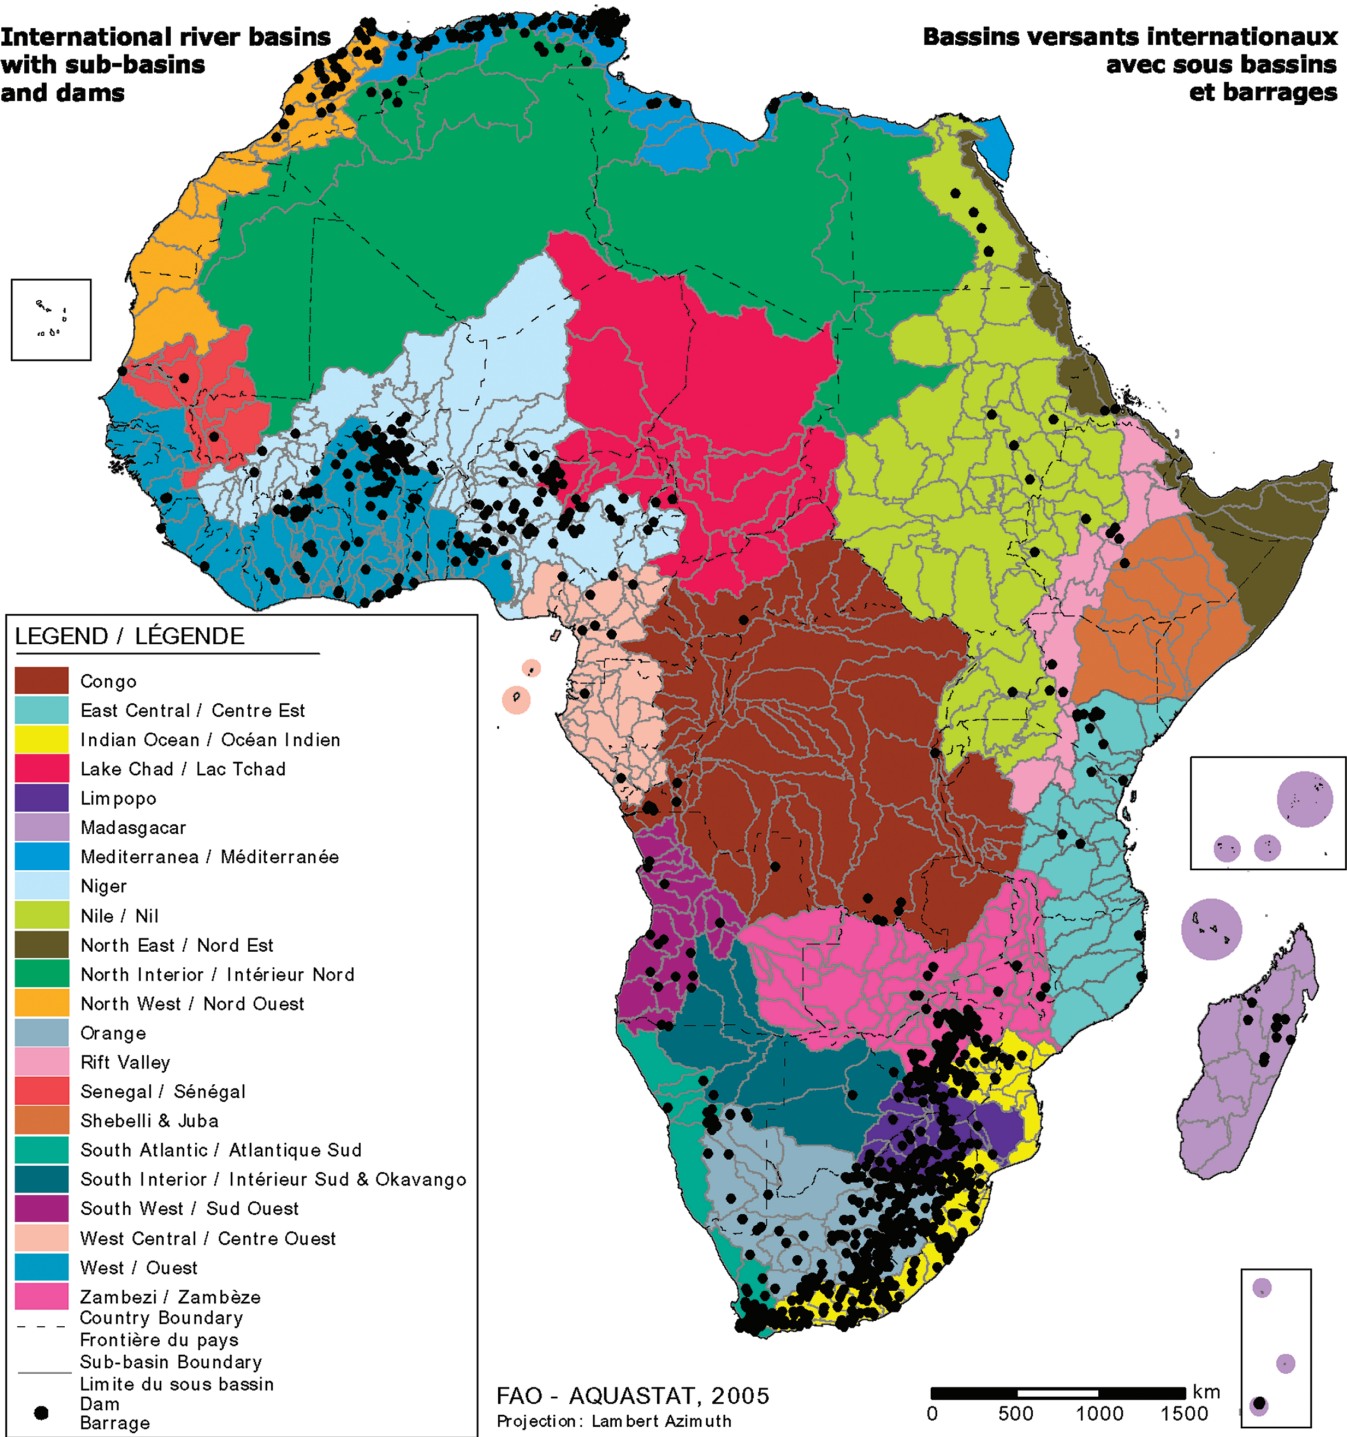 International river basins
with sub-basins
and dams
Bassins versants internationaux
avec sous bassins
et barrages
LEGEND / LÉGENDE
Congo
East Central / Centre Est
Indian Ocean / Océan Indien
Lake Chad / Lac Tchad
Limpopo
Madasgacar
Mediterranea / Méditerranée
Niger
Nile / Nil
North East / Nord Est
North Interior / Intérieur Nord
North West / Nord Ouest
Orange
Rift Valley
Senegal / Sénégal
Shebelli & Juba
South Atlantic / Atlantique Sud
South Interior / Intérieur Sud & Okavango
South West / Sud Ouest
West Central / Centre Ouest
West / Ouest
Zambezi / Zambèze
Country Boundary
Frontière du pays
Sub-basin Boundary
Limite du sous bassin
Dam
Barrage
FAO - AQUASTAT, 2005
Projection: Lambert Azimuth
km
0 500 1000 1500